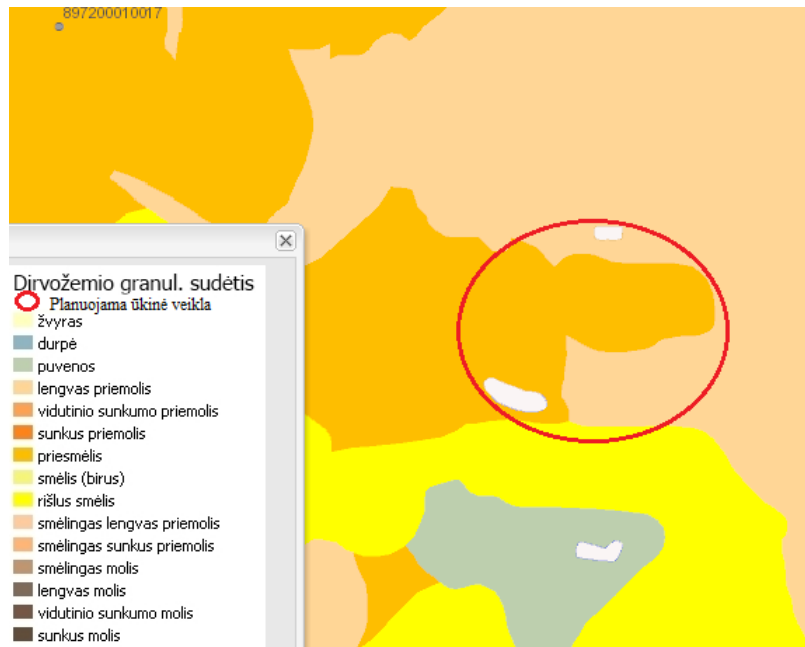 897200010017
Dirvožemio granul. sudėtis
Planuojama ūkinė veikla
žvyras
durpė
puvenos
lengvas priemolis
vidutinio sunkumo priemolis
sunkus priemolis
priesmėlis
smėlis (birus)
rišlus smėlis
smėlingas lengvas priemolis
smėlingas sunkus priemolis
smėlingas molis
lengvas molis
vidutinio sunkumo molis
sunkus molis